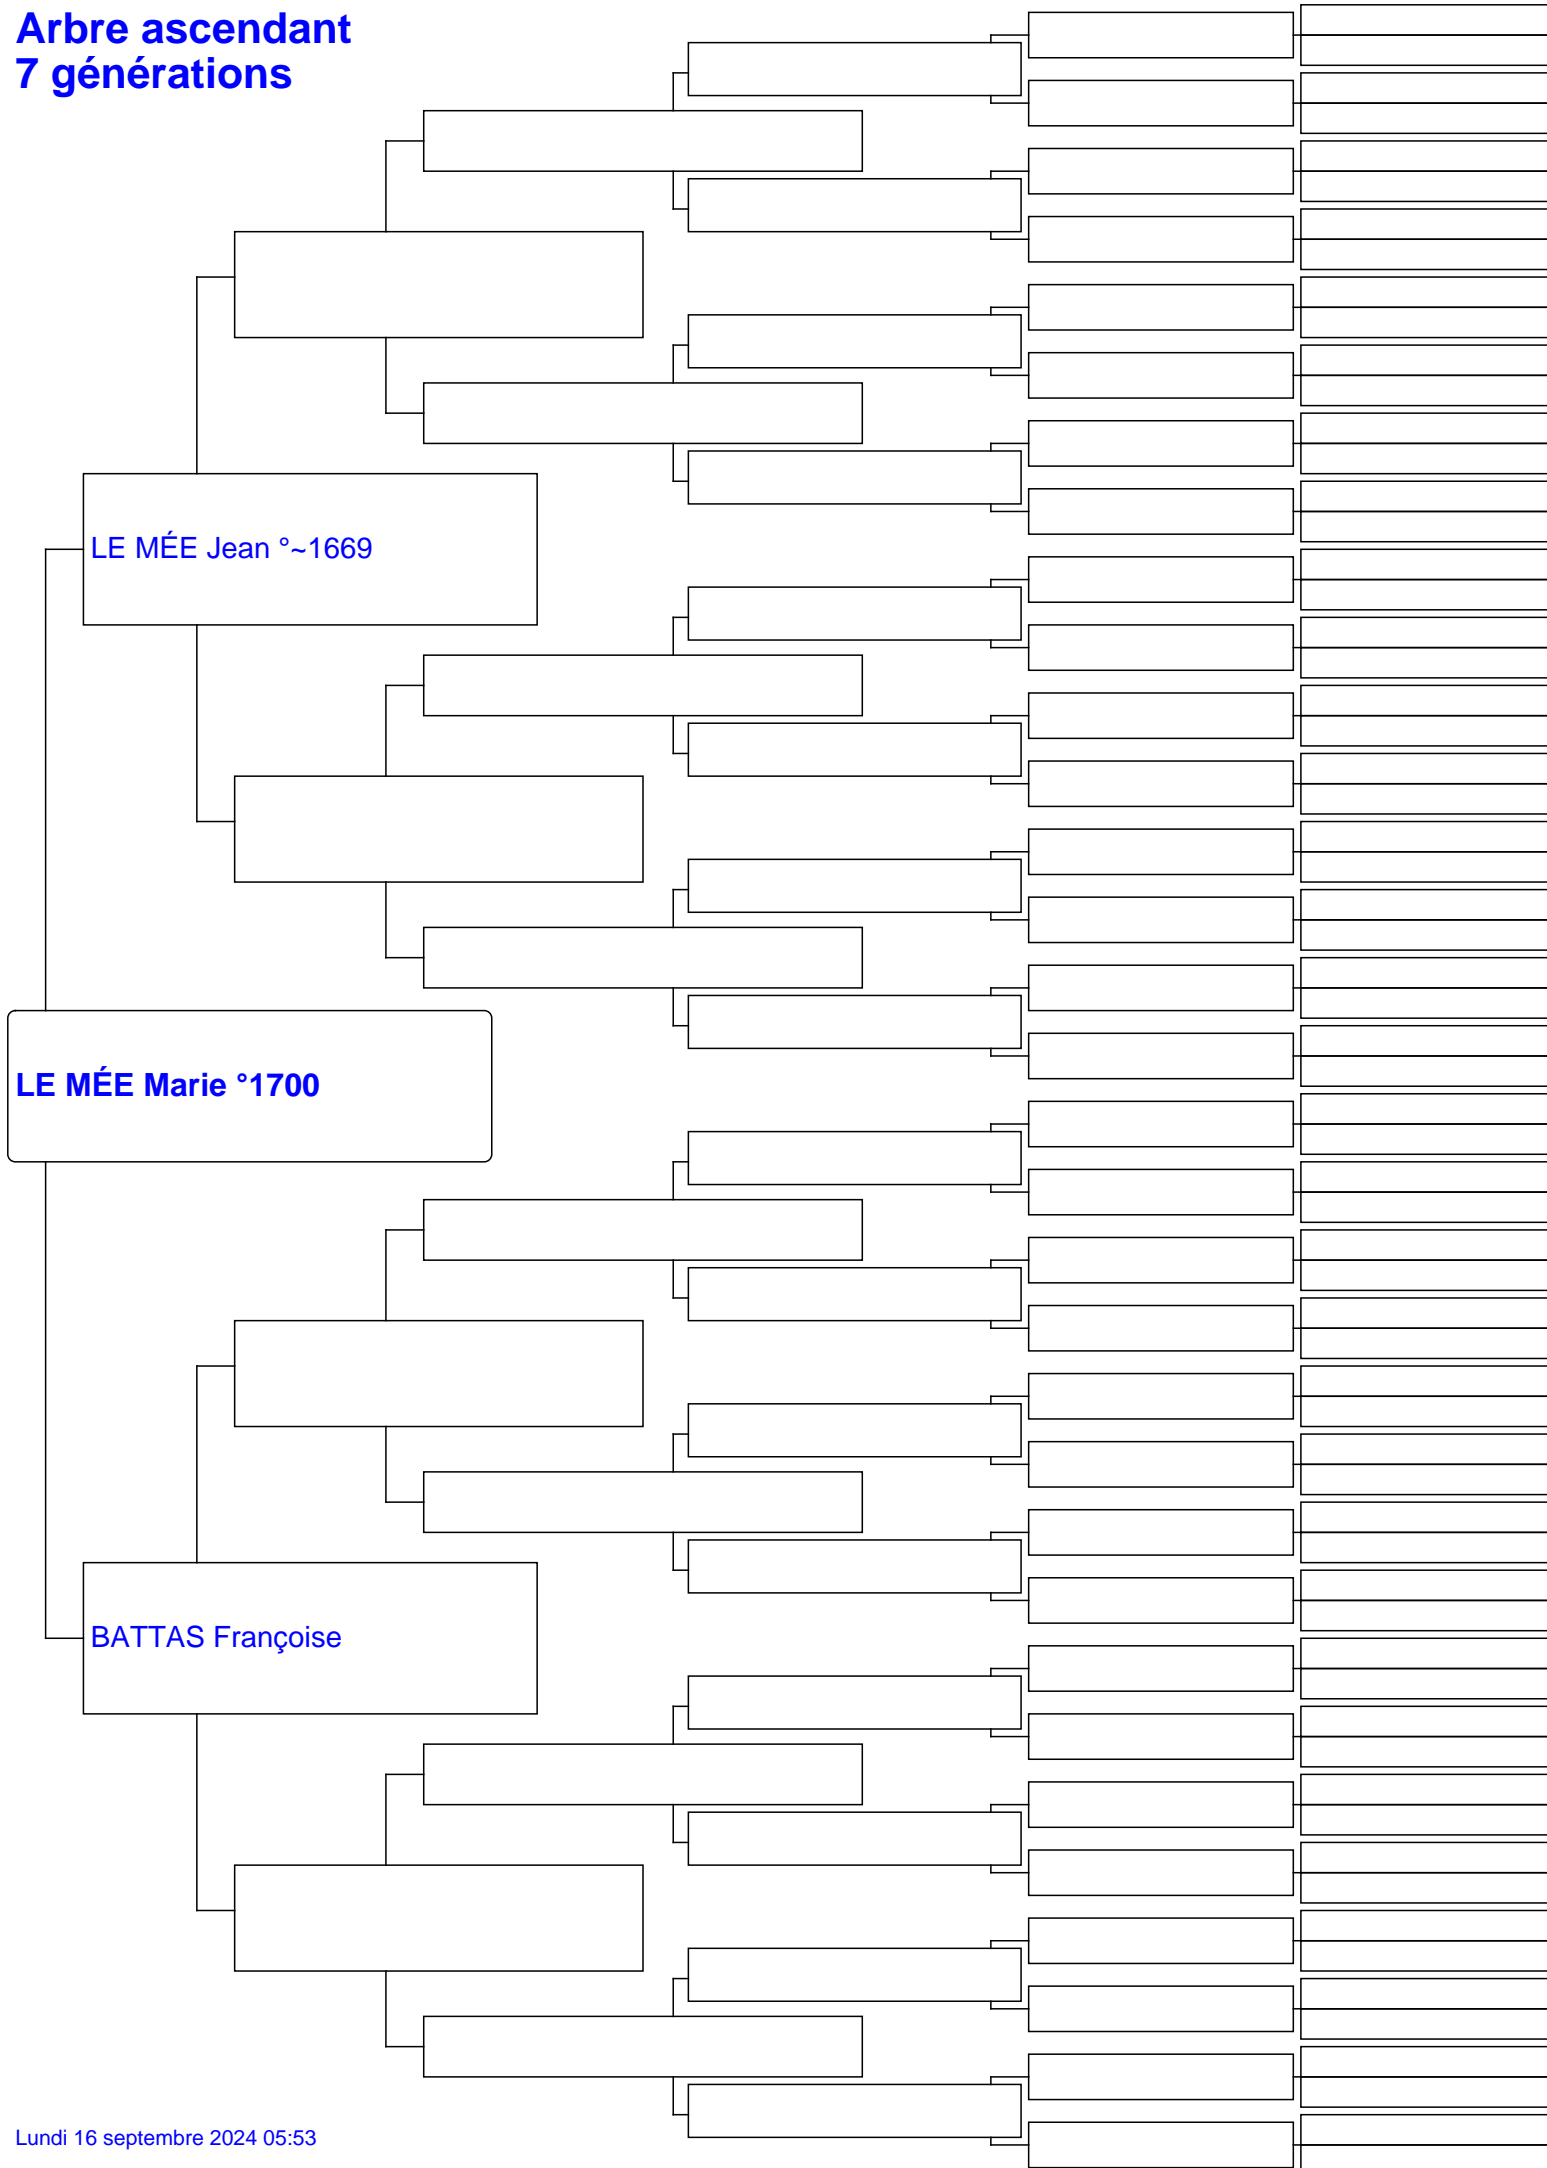 Arbre ascendant
7 générations
LE MÉE Jean °~1669
LE MÉE Marie °1700
BATTAS Françoise
Lundi 16 septembre 2024 05:53